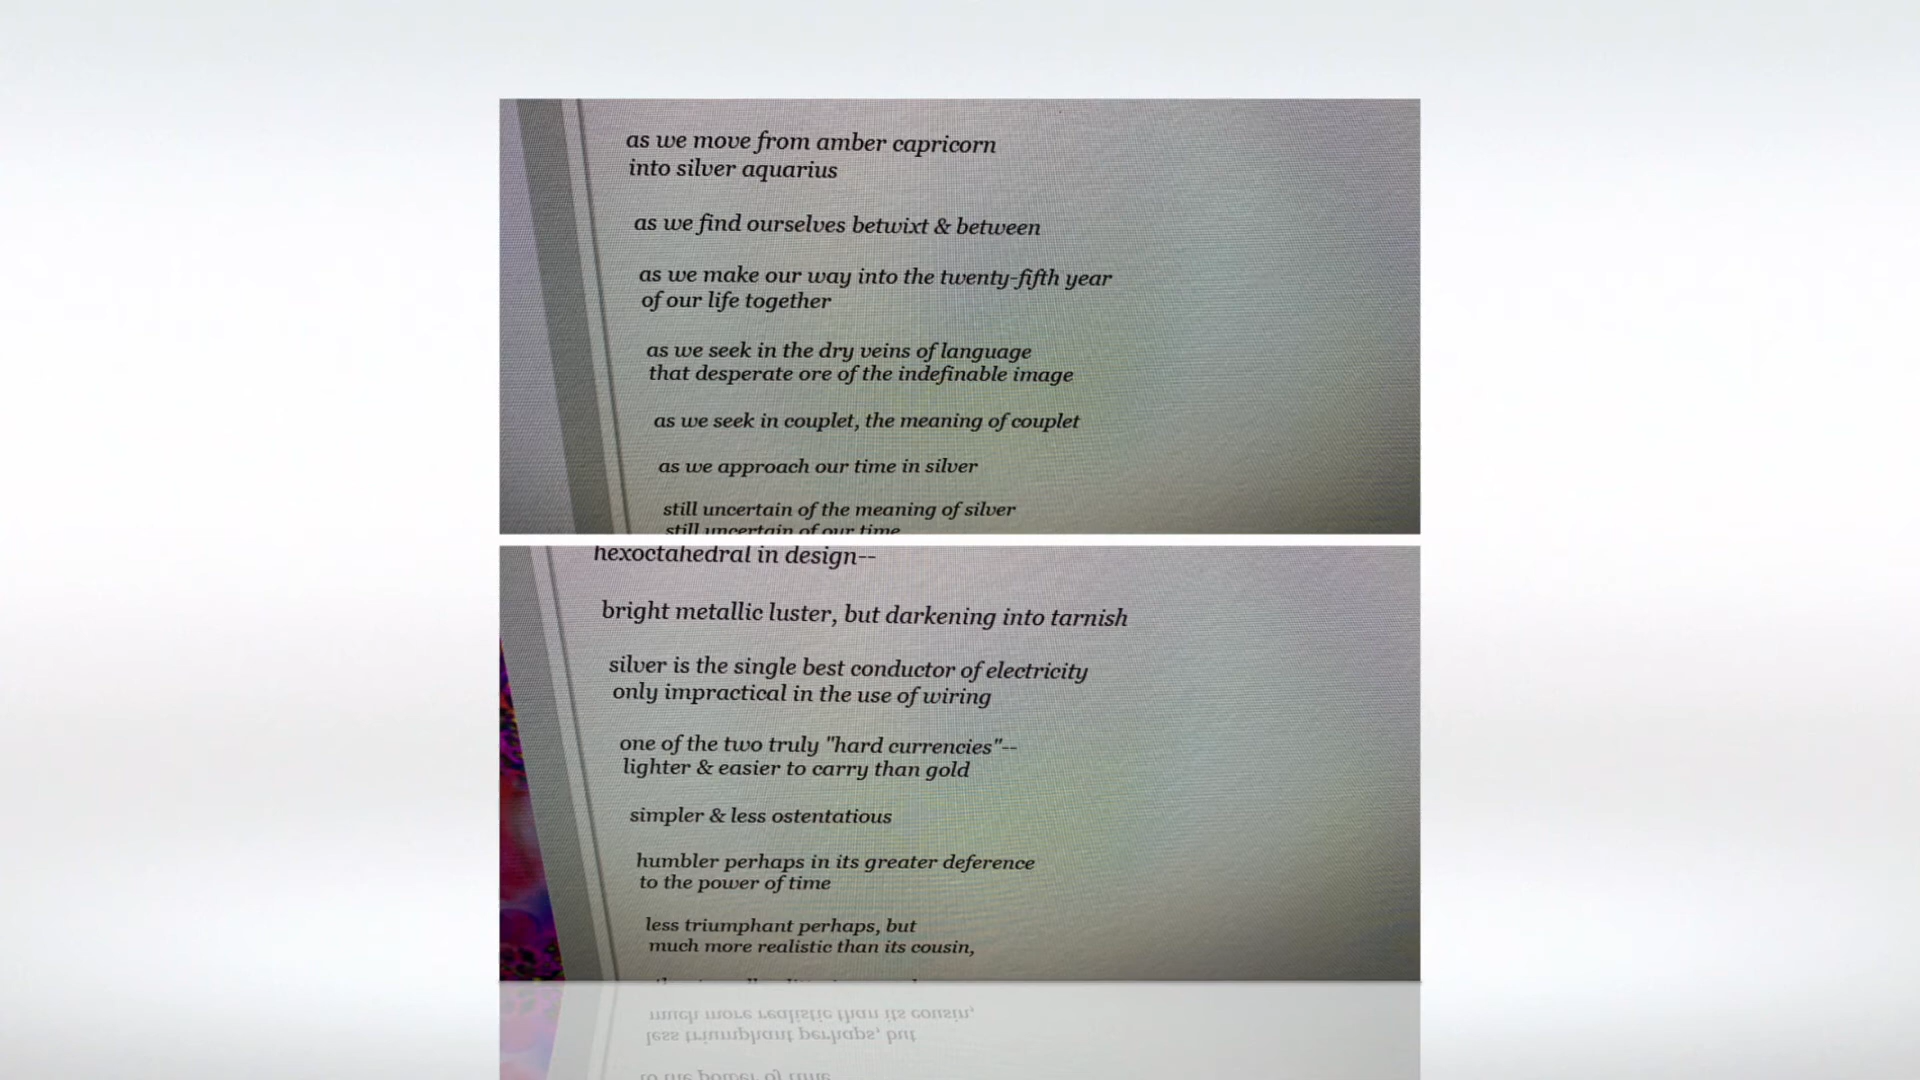 as we move from amber capricorn
into silver aquarius
as we find ourselves betwixt & between
as we make our way into the twenty-fifth year
of our life together
as we seek in the dry veins of language
that desperate ore of the indefinable image
as we seek in couplet, the meaning of couplet
as we approach our time in silver
still uncertain of the meaning of silver
still uncertain of our time
hexoctahedral in design--
bright metallic luster, but darkening into tarnish
silver is the single best conductor of electricity
only impractical in the use of wiring
one of the two truly "hard currencies"--
lighter & easier to carry than gold
simpler & less ostentatious
humbler perhaps in its greater deference
to the power of time
less triumphant perhaps, but
much more realistic than its cousin,